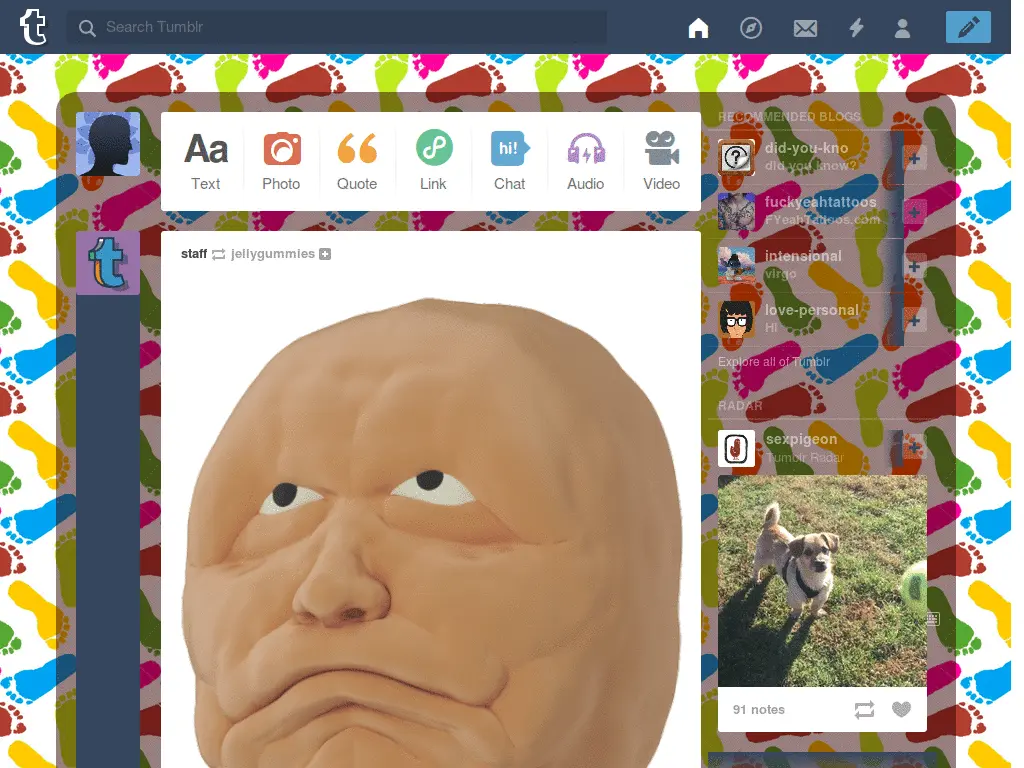 Search Tumblr
Aa
Text
Photo
Quote
Link
hi!
Chat
Audio
Video
staff jellygummies
RECOMMENDED BLOGS
did-you-kno
did you know?
fuckyeahtattoos
FYeahTattoos.com
intensional
virgo
love-personal
Hi
Explore all of Tumblr
RADAR
sexpigeon
Tumblr Radar
91 notes